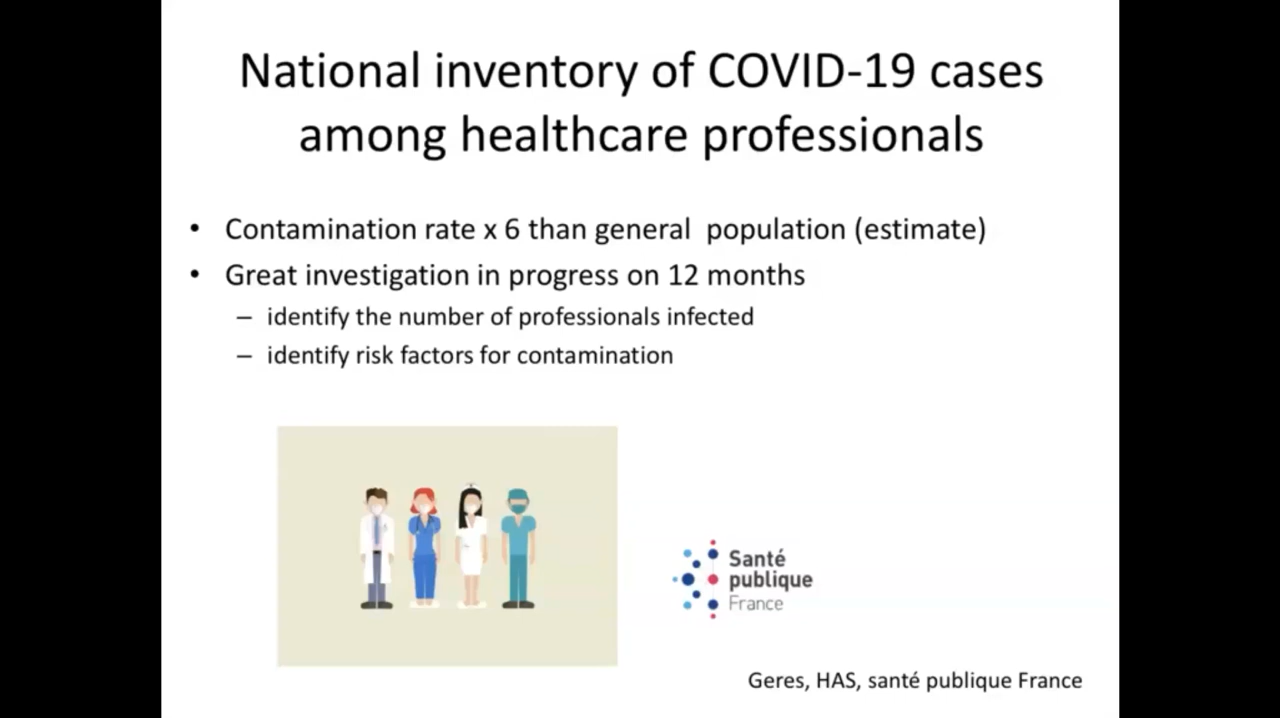 National inventory of COVID-19 cases
among healthcare professionals
• Contamination rate x 6 than general population (estimate)
• Great investigation in progress on 12 months
– identify the number of professionals infected
– identify risk factors for contamination
Santé
publique
France
Geres, HAS, santé publique France